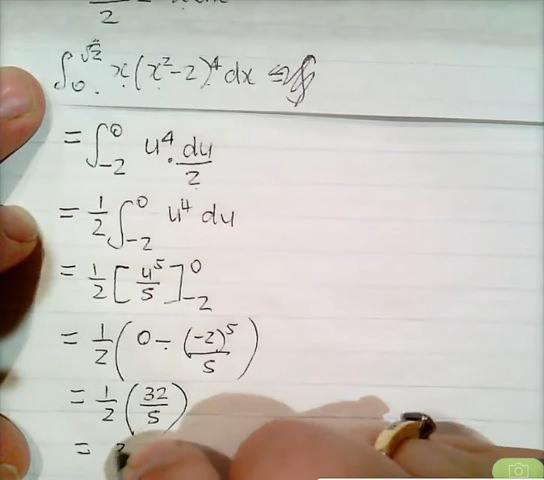 ∫₀^√2 x(x²-2)⁴ dx =
= ∫₋₂⁰ u⁴ · du/2
= 1/2 ∫₋₂⁰ u⁴ du
= 1/2 [u⁵/5]₋₂⁰
= 1/2 (0 - (-2)⁵/5)
= 1/2 (32/5)
=